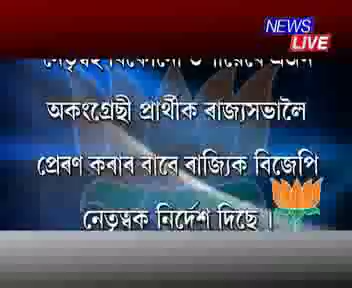 NEWS
LIVE
অকংগ্ৰেছী প্ৰাৰ্থীক ৰাজ্যসভালৈ
প্ৰেৰণ কৰাৰ বাবে ৰাজ্যিক বিজেপি
নেতৃত্বক নিৰ্দেশ দিছে ।